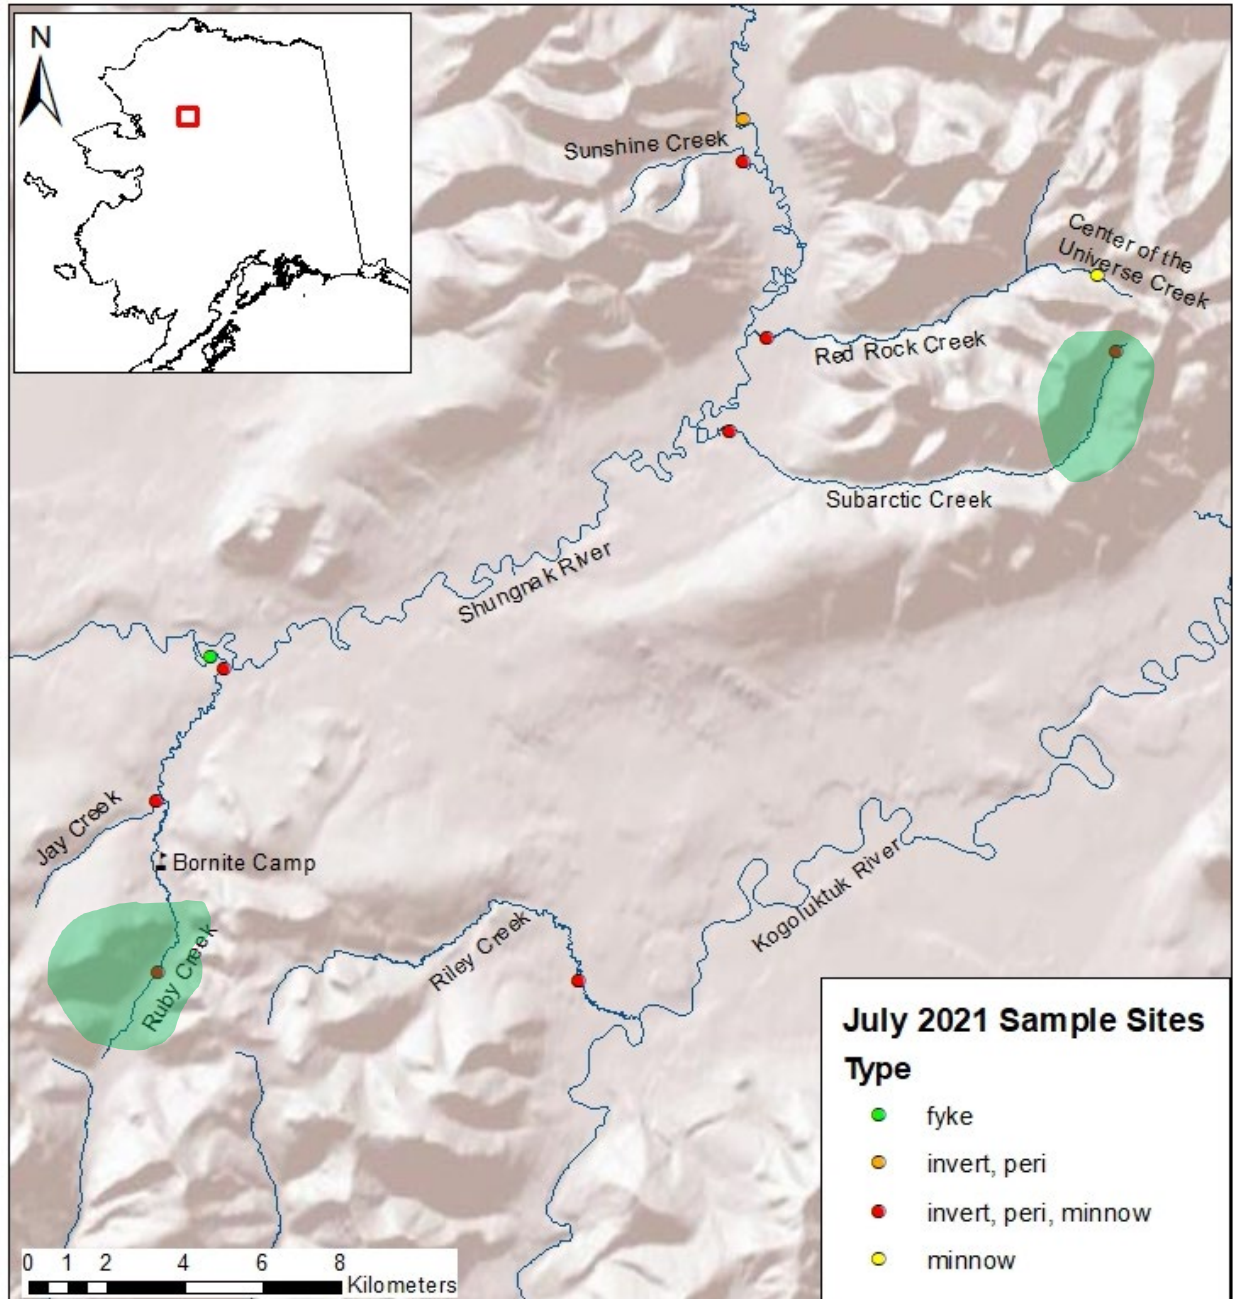 N
Sunshine Creek
Center of the
Universe Creek
Red Rock Creek
Subarctic Creek
Shungnak River
Jay Creek
Bornite Camp
Kogoluktuk River
Riley Creek
Ruby Creek
July 2021 Sample Sites
Type
fyke
invert, peri
invert, peri, minnow
minnow
0 1 2 4 6 8
Kilometers